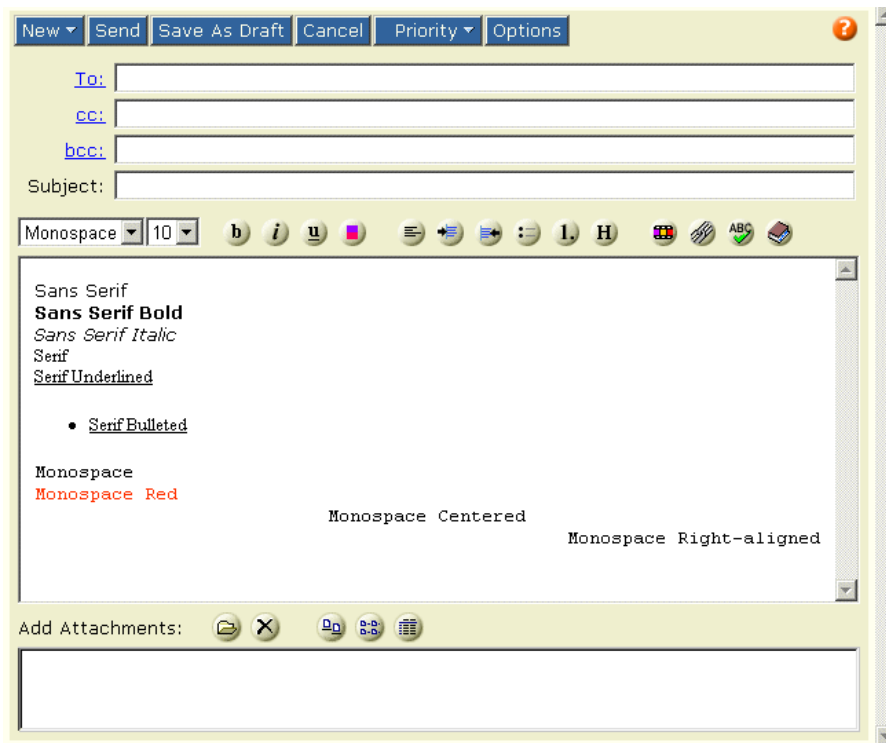 New Send Save As Draft Cancel Priority Options ?
To:
cc:
bcc:
Subject:
Monospace 10 b i u 1. H ABC
Sans Serif
Sans Serif Bold
Sans Serif Italic
Serif
Serif Underlined
• Serif Bulleted
Monospace
Monospace Red
Monospace Centered
Monospace Right-aligned
Add Attachments: